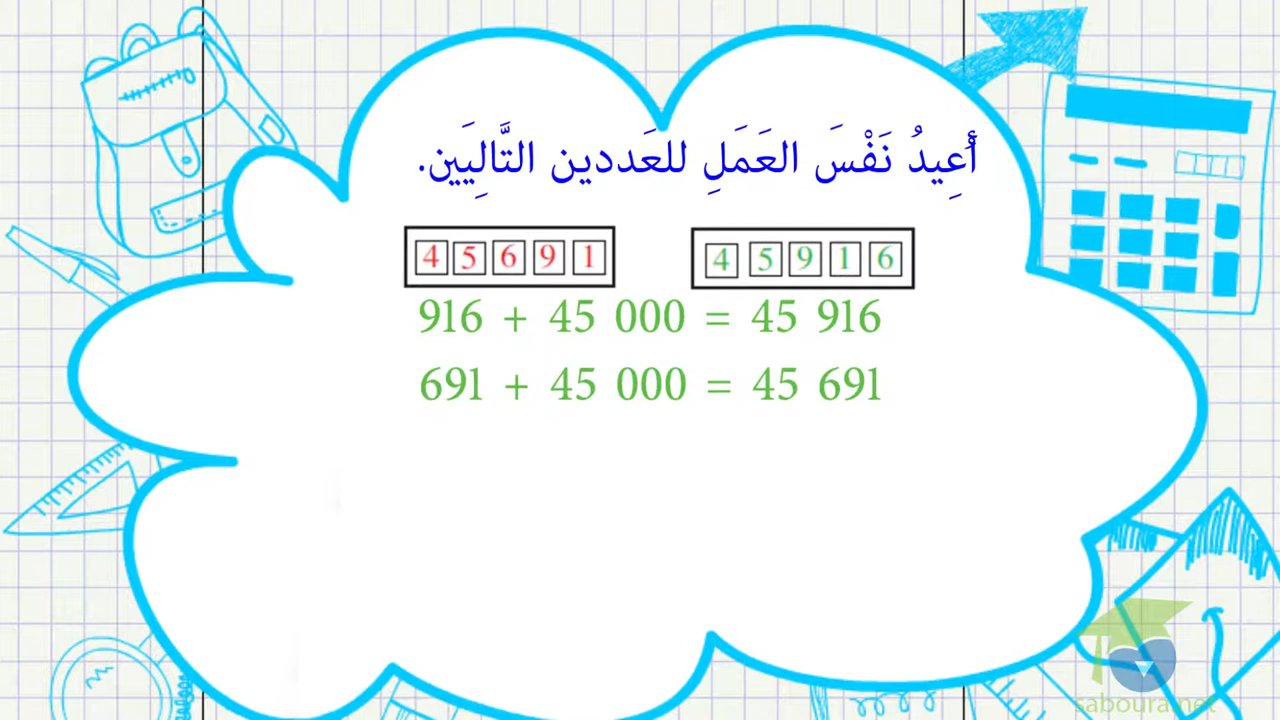 أُعِيدُ نَفْسَ العَمَلِ للعَددين التَّالِيَين.
4 5 6 9 1
4 5 9 1 6
916 + 45 000 = 45 916
691 + 45 000 = 45 691
saboura.net